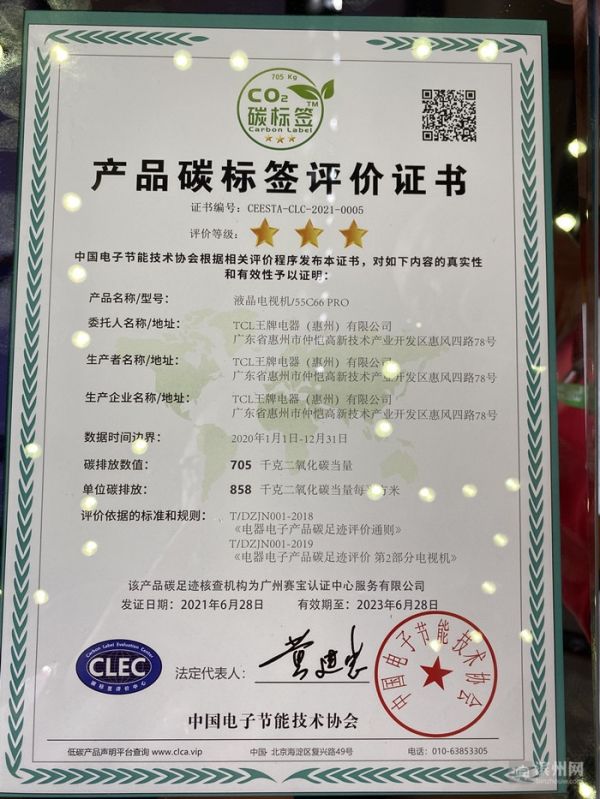 705 Kg
CO2
碳标签
TM
Carbon Label
产品碳标签评价证书
证书编号：CEESTA-CLC-2021-0005
评价等级：
中国电子节能技术协会根据相关评价程序发布本证书，对如下内容的真实性
和有效性予以证明：
产品名称/型号： 液晶电视机/55C66 PRO
委托人名称/地址： TCL王牌电器（惠州）有限公司
广东省惠州市仲恺高新技术产业开发区惠风四路78号
生产者名称/地址： TCL王牌电器（惠州）有限公司
广东省惠州市仲恺高新技术产业开发区惠风四路78号
生产企业名称/地址： TCL王牌电器（惠州）有限公司
广东省惠州市仲恺高新技术产业开发区惠风四路78号
数据时间边界： 2020年1月1日-12月31日
碳排放数值： 705 千克二氧化碳当量
单位碳排放： 858 千克二氧化碳当量每平方米
评价依据的标准和规则： T/DZJN001-2018
《电器电子产品碳足迹评价通则》
T/DZJN001-2019
《电器电子产品碳足迹评价 第2部分电视机》
该产品碳足迹核查机构为广州赛宝认证中心服务有限公司
发证日期：2021年6月28日 有效期至：2023年6月28日
Carbon Label Evaluation Center
CLEC
碳标签评价中心
法定代表人：
中国电子节能技术协会
中国电子节能技术协会
低碳产品声明平台查询 www.clca.vip 中国·北京海淀区复兴路49号 电话：010-63853305
滨州网